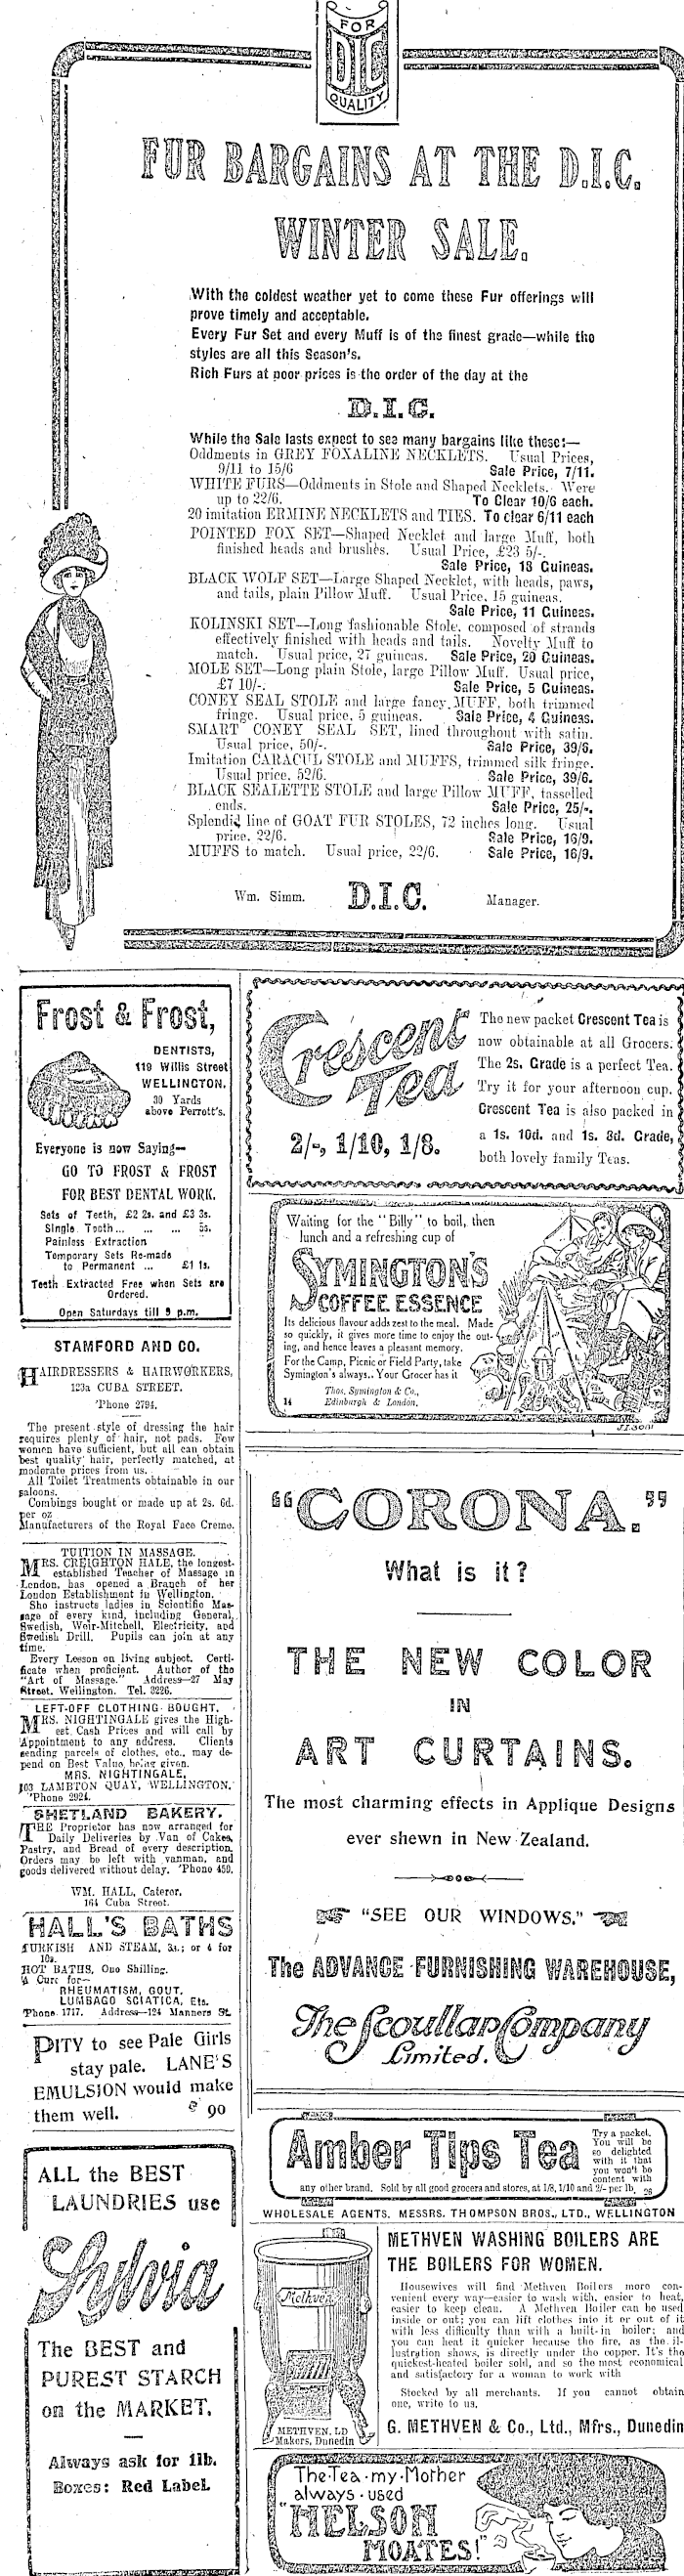 FOR
DIC
QUALITY
FUR BARGAINS AT THE D.I.C.
WINTER SALE.
With the coldest weather yet to come these Fur offerings will
prove timely and acceptable.
Every Fur Set and every Muff is of the finest grade—while the
styles are all this Season's.
Rich Furs at poor prices is the order of the day at the
D.I.C.
While the Sale lasts expect to see many bargains like these:—
Oddments in GREY FOXALINE NECKLETS. Usual Prices,
9/11 to 15/6 Sale Price, 7/11.
WHITE FURS—Oddments in Stole and Shaped Necklets. Were
up to 22/6. To Clear 10/6 each.
20 imitation ERMINE NECKLETS and TIES. To clear 6/11 each
POINTED FOX SET—Shaped Necklet and large Muff, both
finished heads and brushes. Usual Price, £23 5/-.
Sale Price, 18 Guineas.
BLACK WOLF SET—Large Shaped Necklet, with heads, paws,
and tails, plain Pillow Muff. Usual Price, 15 guineas.
Sale Price, 11 Guineas.
KOLINSKI SET—Long fashionable Stole, composed of strands
effectively finished with heads and tails. Novelty Muff to
match. Usual price, 27 guineas. Sale Price, 20 Guineas.
MOLE SET—Long plain Stole, large Pillow Muff. Usual price,
£7 10/-. Sale Price, 5 Guineas.
CONEY SEAL STOLE and large fancy MUFF, both trimmed
fringe. Usual price, 5 guineas. Sale Price, 4 Guineas.
SMART CONEY SEAL SET, lined throughout with satin.
Usual price, 50/-. Sale Price, 39/6.
Imitation CARACUL STOLE and MUFFS, trimmed silk fringe.
Usual price, 52/6. Sale Price, 39/6.
BLACK SEALETTE STOLE and large Pillow MUFF, tasselled
ends. Sale Price, 25/-.
Splendid line of GOAT FUR STOLES, 72 inches long. Usual
price, 22/6. Sale Price, 16/9.
MUFFS to match. Usual price, 22/6. Sale Price, 16/9.
Wm. Simm. D.I.C. Manager.
Frost & Frost,
DENTISTS,
119 Willis Street
WELLINGTON.
30 Yards
above Perrott's.
Everyone is now Saying—
GO TO FROST & FROST
FOR BEST DENTAL WORK.
Sets of Teeth, £2 2s. and £3 3s.
Single Tooth... ... ... 5s.
Painless Extraction
Temporary Sets Re-made
to Permanent ... £1 1s.
Teeth Extracted Free when Sets are
Ordered.
Open Saturdays till 9 p.m.
STAMFORD AND CO.
HAIRDRESSERS & HAIRWORKERS,
123a CUBA STREET.
'Phone 2794.
The present style of dressing the hair
requires plenty of hair, not pads. Few
women have sufficient, but all can obtain
best quality hair, perfectly matched, at
moderate prices from us.
All Toilet Treatments obtainable in our
saloons.
Combings bought or made up at 2s. 6d.
per oz
Manufacturers of the Royal Face Creme.
TUITION IN MASSAGE.
MRS. CREIGHTON HALE, the longest-
established Teacher of Massage in
London, has opened a Branch of her
London Establishment in Wellington.
She instructs ladies in Scientific Mas-
sage of every kind, including General,
Swedish, Weir-Mitchell, Electricity, and
Swedish Drill. Pupils can join at any
time.
Every Lesson on living subject. Certi-
ficate when proficient. Author of the
"Art of Massage." Address—27 May
Street, Wellington. Tel. 3226.
LEFT-OFF CLOTHING BOUGHT.
MRS. NIGHTINGALE gives the High-
est Cash Prices and will call by
Appointment to any address. Clients
sending parcels of clothes, etc., may de-
pend on Best Value being given.
MRS. NIGHTINGALE,
103 LAMBTON QUAY, WELLINGTON.
'Phone 2924.
SHETLAND BAKERY.
THE Proprietor has now arranged for
Daily Deliveries by Van of Cakes,
Pastry, and Bread of every description.
Orders may be left with vanman, and
goods delivered without delay. 'Phone 459.
WM. HALL, Caterer.
164 Cuba Street.
HALL'S BATHS
TURKISH AND STEAM, 3s.; or 4 for
10s.
HOT BATHS, One Shilling.
A Cure for—
RHEUMATISM, GOUT,
LUMBAGO SCIATICA, Etc.
'Phone 1717. Address—124 Manners St.
PITY to see Pale Girls
stay pale. LANE'S
EMULSION would make
them well. 90
ALL the BEST
LAUNDRIES use
Sylvia
The BEST and
PUREST STARCH
on the MARKET.
Always ask for 1lb.
Boxes: Red Label.
Crescent
Tea
2/-, 1/10, 1/8.
The new packet Crescent Tea is
now obtainable at all Grocers.
The 2s. Grade is a perfect Tea.
Try it for your afternoon cup.
Crescent Tea is also packed in
a 1s. 10d. and 1s. 8d. Grade,
both lovely family Teas.
Waiting for the "Billy" to boil, then
lunch and a refreshing cup of
SYMINGTON'S
COFFEE ESSENCE
Its delicious flavour adds zest to the meal. Made
so quickly, it gives more time to enjoy the out-
ing, and hence leaves a pleasant memory.
For the Camp, Picnic or Field Party, take
Symington's always.. Your Grocer has it
Thos. Symington & Co.,
14 Edinburgh & London.
"CORONA."
What is it?
THE NEW COLOR
IN
ART CURTAINS.
The most charming effects in Applique Designs
ever shewn in New Zealand.
"SEE OUR WINDOWS."
The ADVANCE FURNISHING WAREHOUSE,
The Scoullar Company
Limited.
Amber Tips Tea
Try a packet.
You will be
so delighted
with it that
you won't be
content with
any other brand. Sold by all good grocers and stores, at 1/8, 1/10 and 2/- per lb. 26
WHOLESALE AGENTS, MESSRS. THOMPSON BROS., LTD., WELLINGTON
Methven
METHVEN, LD
Makers, Dunedin
METHVEN WASHING BOILERS ARE
THE BOILERS FOR WOMEN.
Housewives will find Methven Boilers more con-
venient every way—easier to wash with, easier to heat,
easier to keep clean. A Methven Boiler can be used
inside or out; you can lift clothes into it or out of it
with less difficulty than with a built-in boiler; and
you can heat it quicker because the fire, as the il-
lustration shows, is directly under the copper. It's the
quickest-heated boiler sold, and so the most economical
and satisfactory for a woman to work with
Stocked by all merchants. If you cannot obtain
one, write to us.
G. METHVEN & Co., Ltd., Mfrs., Dunedin
The Tea my Mother
always used
"NELSON
MOATES!"